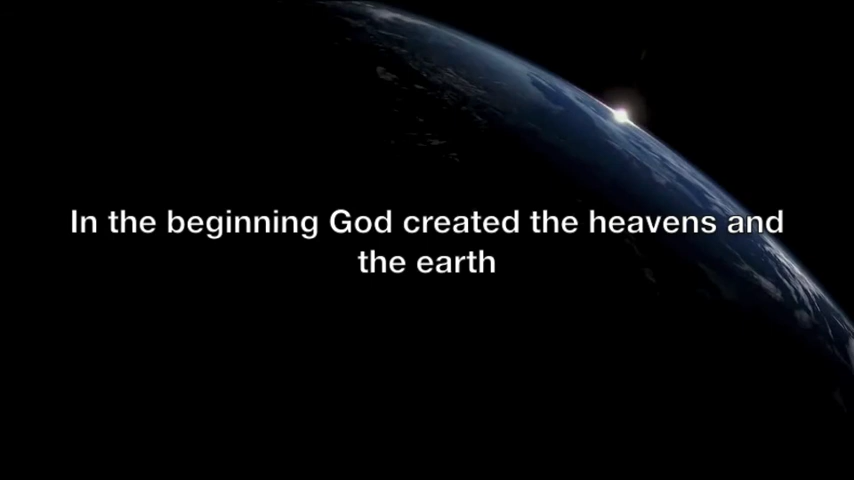 In the beginning God created the heavens and
the earth